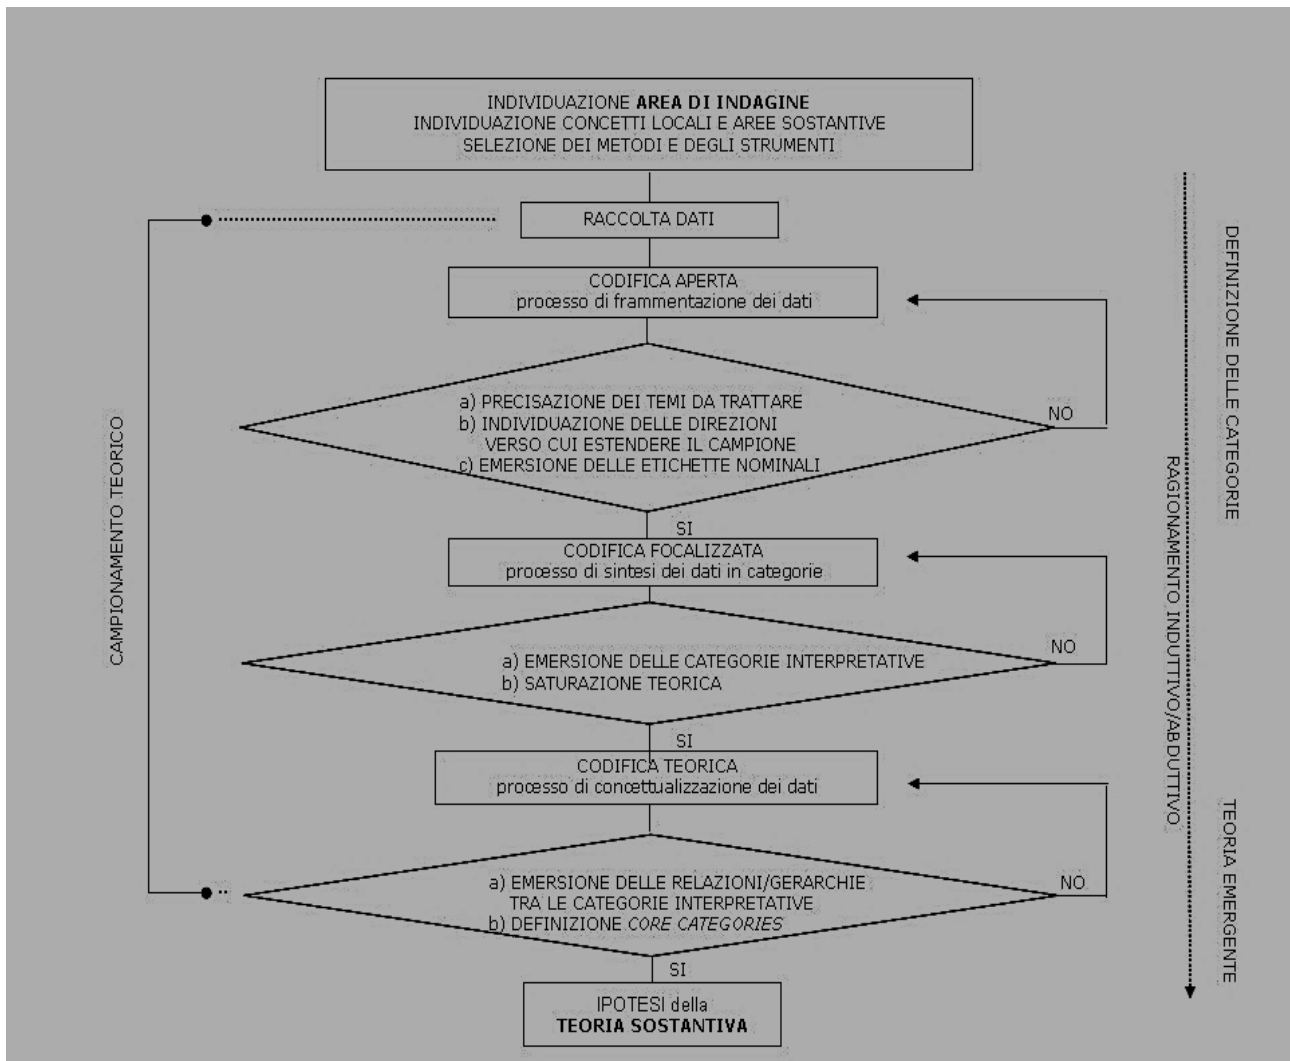 INDIVIDUAZIONE AREA DI INDAGINE
INDIVIDUAZIONE CONCETTI LOCALI E AREE SOSTANTIVE
SELEZIONE DEI METODI E DEGLI STRUMENTI
RACCOLTA DATI
CODIFICA APERTA
processo di frammentazione dei dati
a) PRECISAZIONE DEI TEMI DA TRATTARE
b) INDIVIDUAZIONE DELLE DIREZIONI
VERSO CUI ESTENDERE IL CAMPIONE
c) EMERSIONE DELLE ETICHETTE NOMINALI
NO
SI
CODIFICA FOCALIZZATA
processo di sintesi dei dati in categorie
a) EMERSIONE DELLE CATEGORIE INTERPRETATIVE
b) SATURAZIONE TEORICA
NO
SI
CODIFICA TEORICA
processo di concettualizzazione dei dati
a) EMERSIONE DELLE RELAZIONI/GERARCHIE
TRA LE CATEGORIE INTERPRETATIVE
b) DEFINIZIONE CORE CATEGORIES
NO
SI
IPOTESI della
TEORIA SOSTANTIVA
CAMPIONAMENTO TEORICO
RAGIONAMENTO INDUTTIVO/ABDUTTIVO
DEFINIZIONE DELLE CATEGORIE
TEORIA EMERGENTE